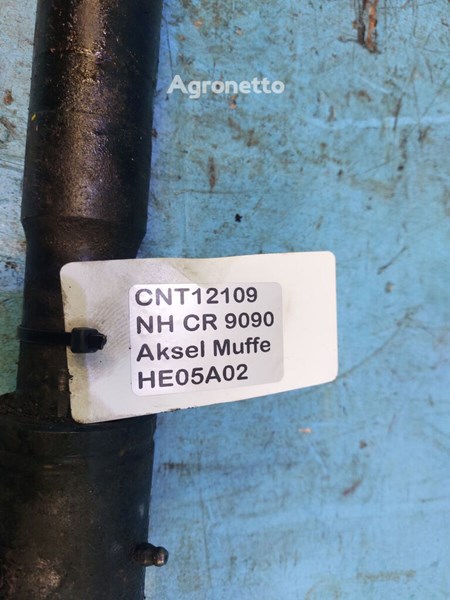 Agronetto
CNT12109
NH CR 9090
Aksel Muffe
HE05A02